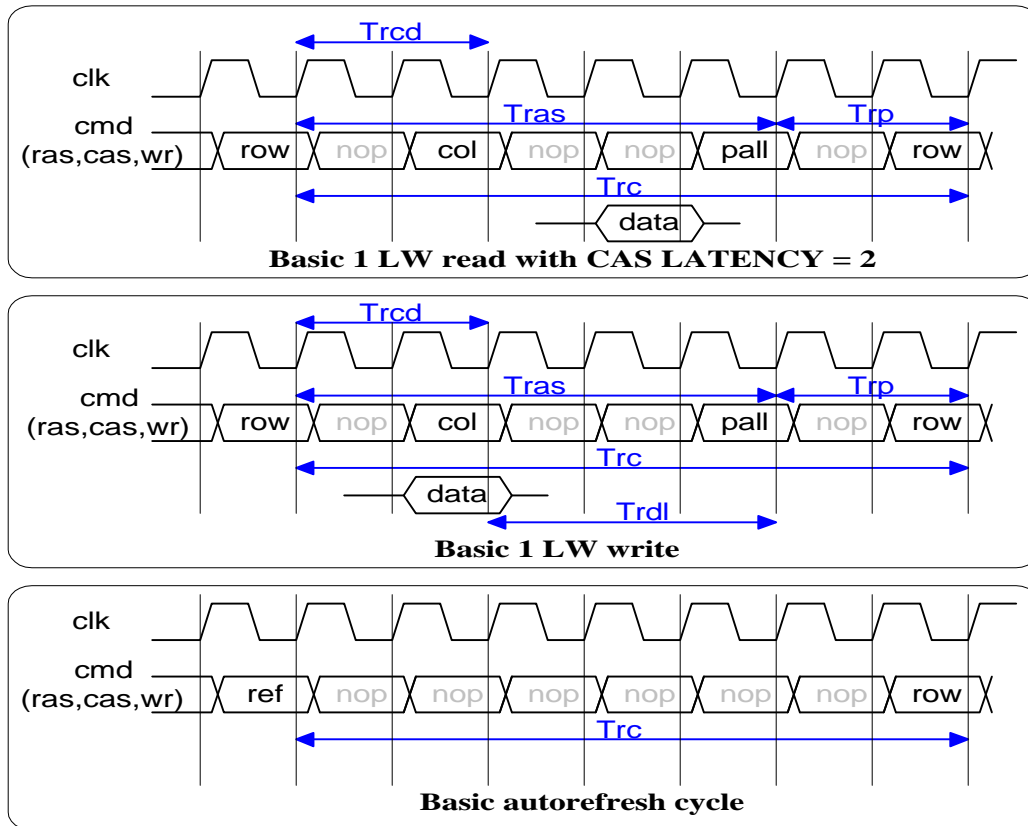 Trcd
clk
Tras Trp
cmd
(ras,cas,wr) row nop col nop nop pall nop row
Trc
data
Basic 1 LW read with CAS LATENCY = 2
Trcd
clk
Tras Trp
cmd
(ras,cas,wr) row nop col nop nop pall nop row
Trc
data
Trdl
Basic 1 LW write
clk
cmd
(ras,cas,wr) ref nop nop nop nop nop nop row
Trc
Basic autorefresh cycle